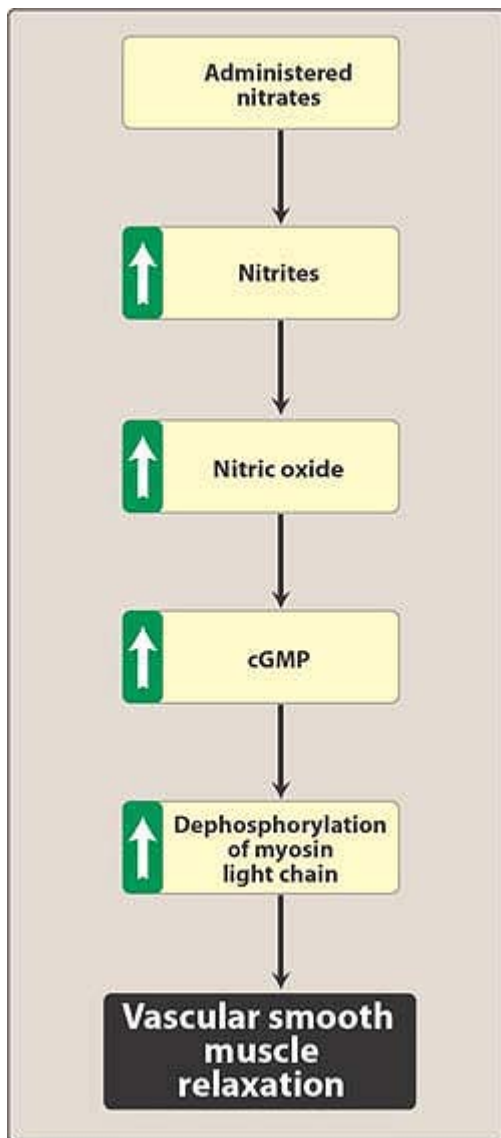 Administered
nitrates
Nitrites
Nitric oxide
cGMP
Dephosphorylation
of myosin
light chain
Vascular smooth
muscle
relaxation